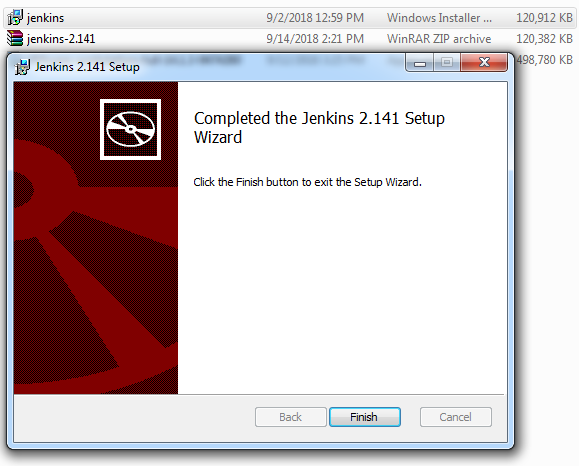 jenkins 9/2/2018 12:59 PM Windows Installer ... 120,912 KB
jenkins-2.141 9/14/2018 2:21 PM WinRAR ZIP archive 120,382 KB
498,780 KB
Jenkins 2.141 Setup
Completed the Jenkins 2.141 Setup
Wizard
Click the Finish button to exit the Setup Wizard.
Back Finish Cancel